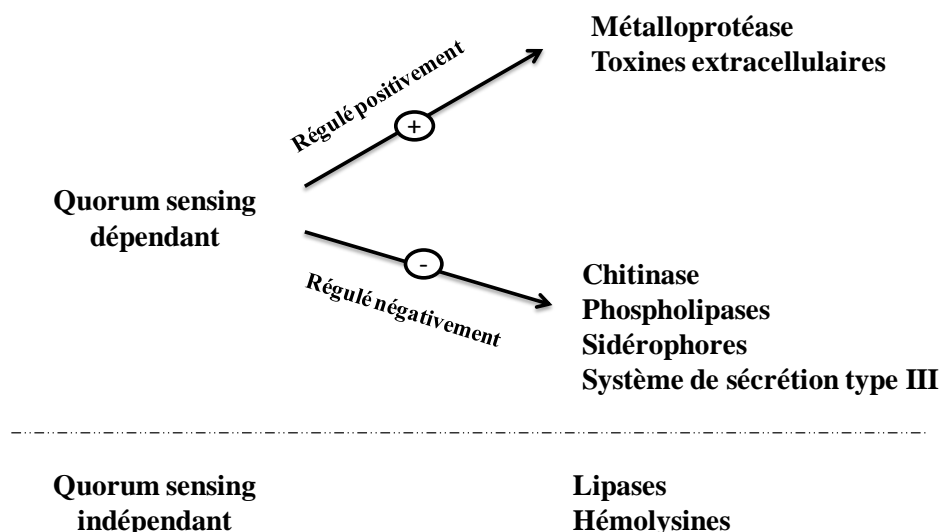 Métalloprotéase
Toxines extracellulaires
Régulé positivement
+
Quorum sensing
dépendant
-
Régulé négativement
Chitinase
Phospholipases
Sidérophores
Système de sécrétion type III
Quorum sensing
indépendant
Lipases
Hémolysines